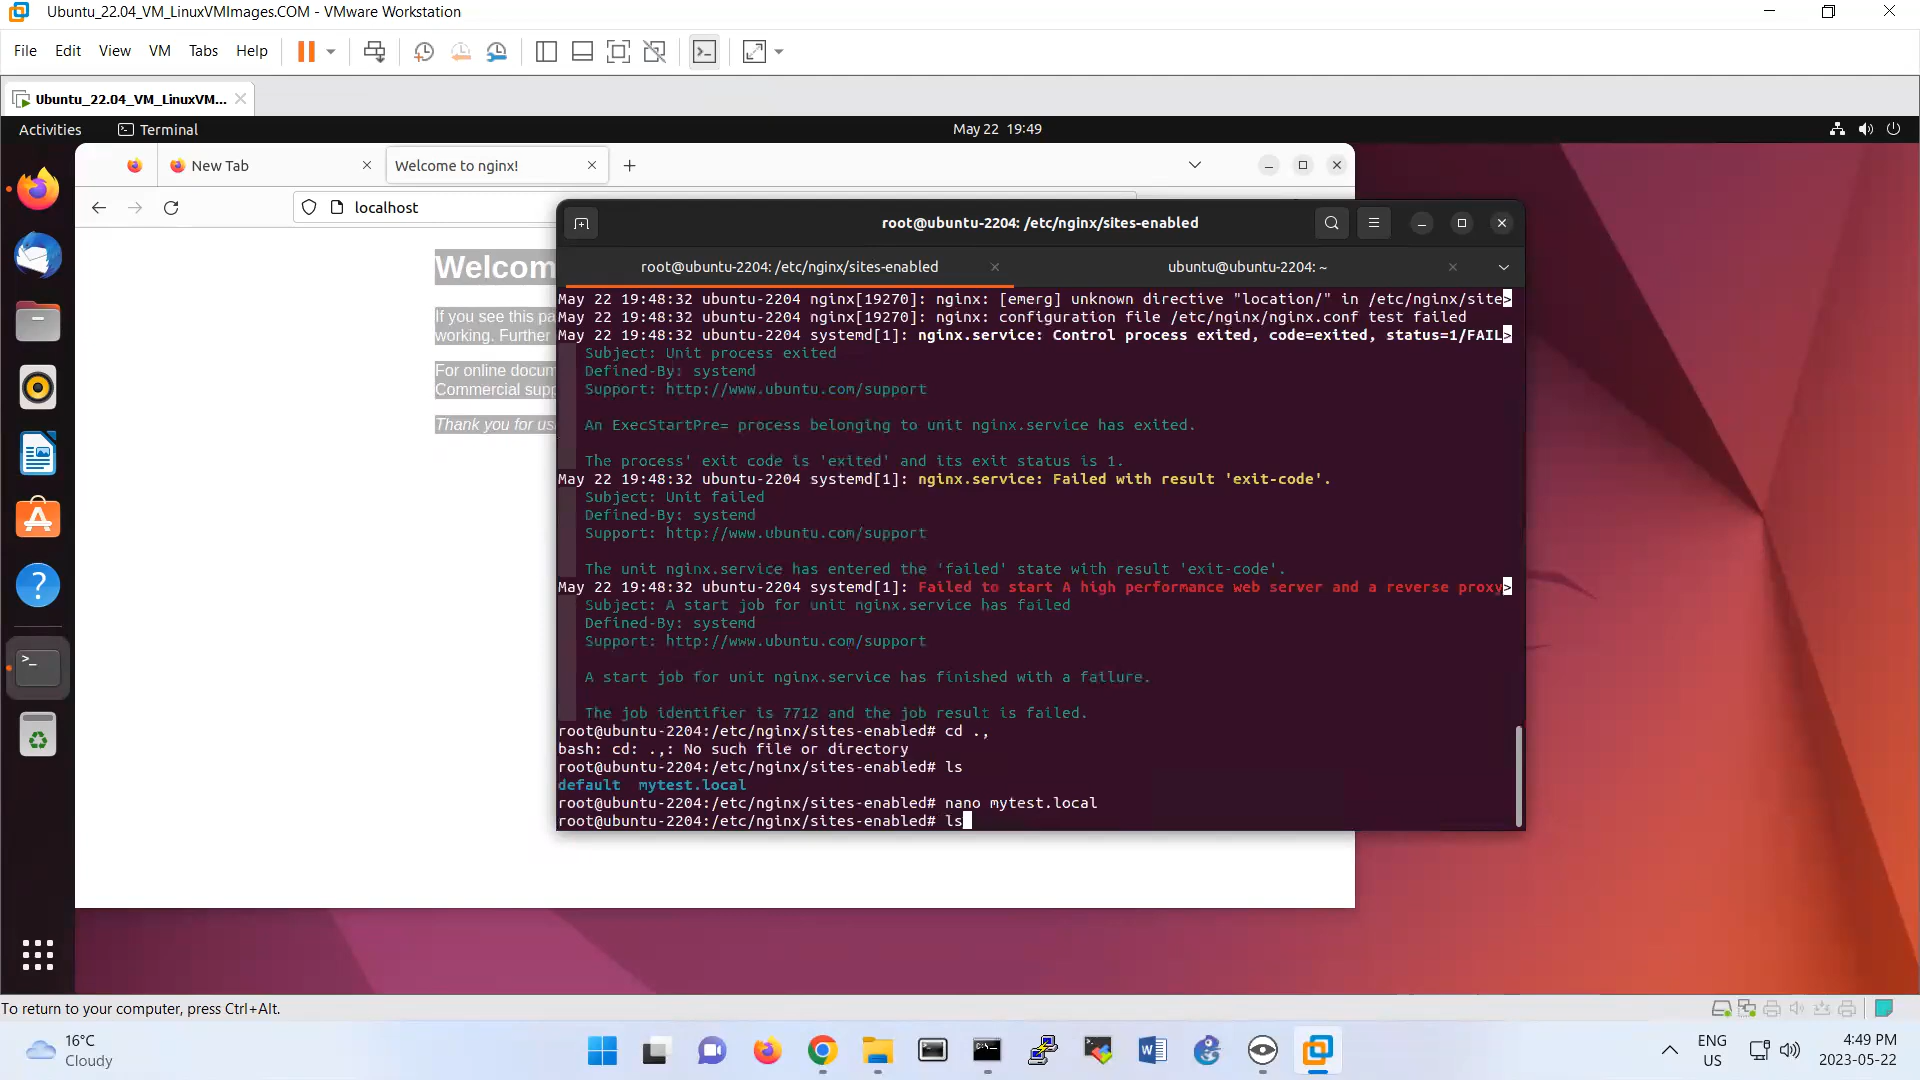 Ubuntu_22.04_VM_LinuxVMImages.COM - VMware Workstation
File Edit View VM Tabs Help
Ubuntu_22.04_VM_LinuxVM...
Activities Terminal May 22 19:49
New Tab Welcome to nginx!
localhost
Welcom
If you see this pa
working. Further
For online docum
Commercial supp
Thank you for us
root@ubuntu-2204: /etc/nginx/sites-enabled
root@ubuntu-2204: /etc/nginx/sites-enabled ubuntu@ubuntu-2204: ~
May 22 19:48:32 ubuntu-2204 nginx[19270]: nginx: [emerg] unknown directive "location/" in /etc/nginx/site>
May 22 19:48:32 ubuntu-2204 nginx[19270]: nginx: configuration file /etc/nginx/nginx.conf test failed
May 22 19:48:32 ubuntu-2204 systemd[1]: nginx.service: Control process exited, code=exited, status=1/FAIL>
Subject: Unit process exited
Defined-By: systemd
Support: http://www.ubuntu.com/support
An ExecStartPre= process belonging to unit nginx.service has exited.
The process' exit code is 'exited' and its exit status is 1.
May 22 19:48:32 ubuntu-2204 systemd[1]: nginx.service: Failed with result 'exit-code'.
Subject: Unit failed
Defined-By: systemd
Support: http://www.ubuntu.com/support
The unit nginx.service has entered the 'failed' state with result 'exit-code'.
May 22 19:48:32 ubuntu-2204 systemd[1]: Failed to start A high performance web server and a reverse proxy>
Subject: A start job for unit nginx.service has failed
Defined-By: systemd
Support: http://www.ubuntu.com/support
A start job for unit nginx.service has finished with a failure.
The job identifier is 7712 and the job result is failed.
root@ubuntu-2204:/etc/nginx/sites-enabled# cd .,
bash: cd: .,: No such file or directory
root@ubuntu-2204:/etc/nginx/sites-enabled# ls
default mytest.local
root@ubuntu-2204:/etc/nginx/sites-enabled# nano mytest.local
root@ubuntu-2204:/etc/nginx/sites-enabled# ls
To return to your computer, press Ctrl+Alt.
16°C
Cloudy
ENG
US
4:49 PM
2023-05-22